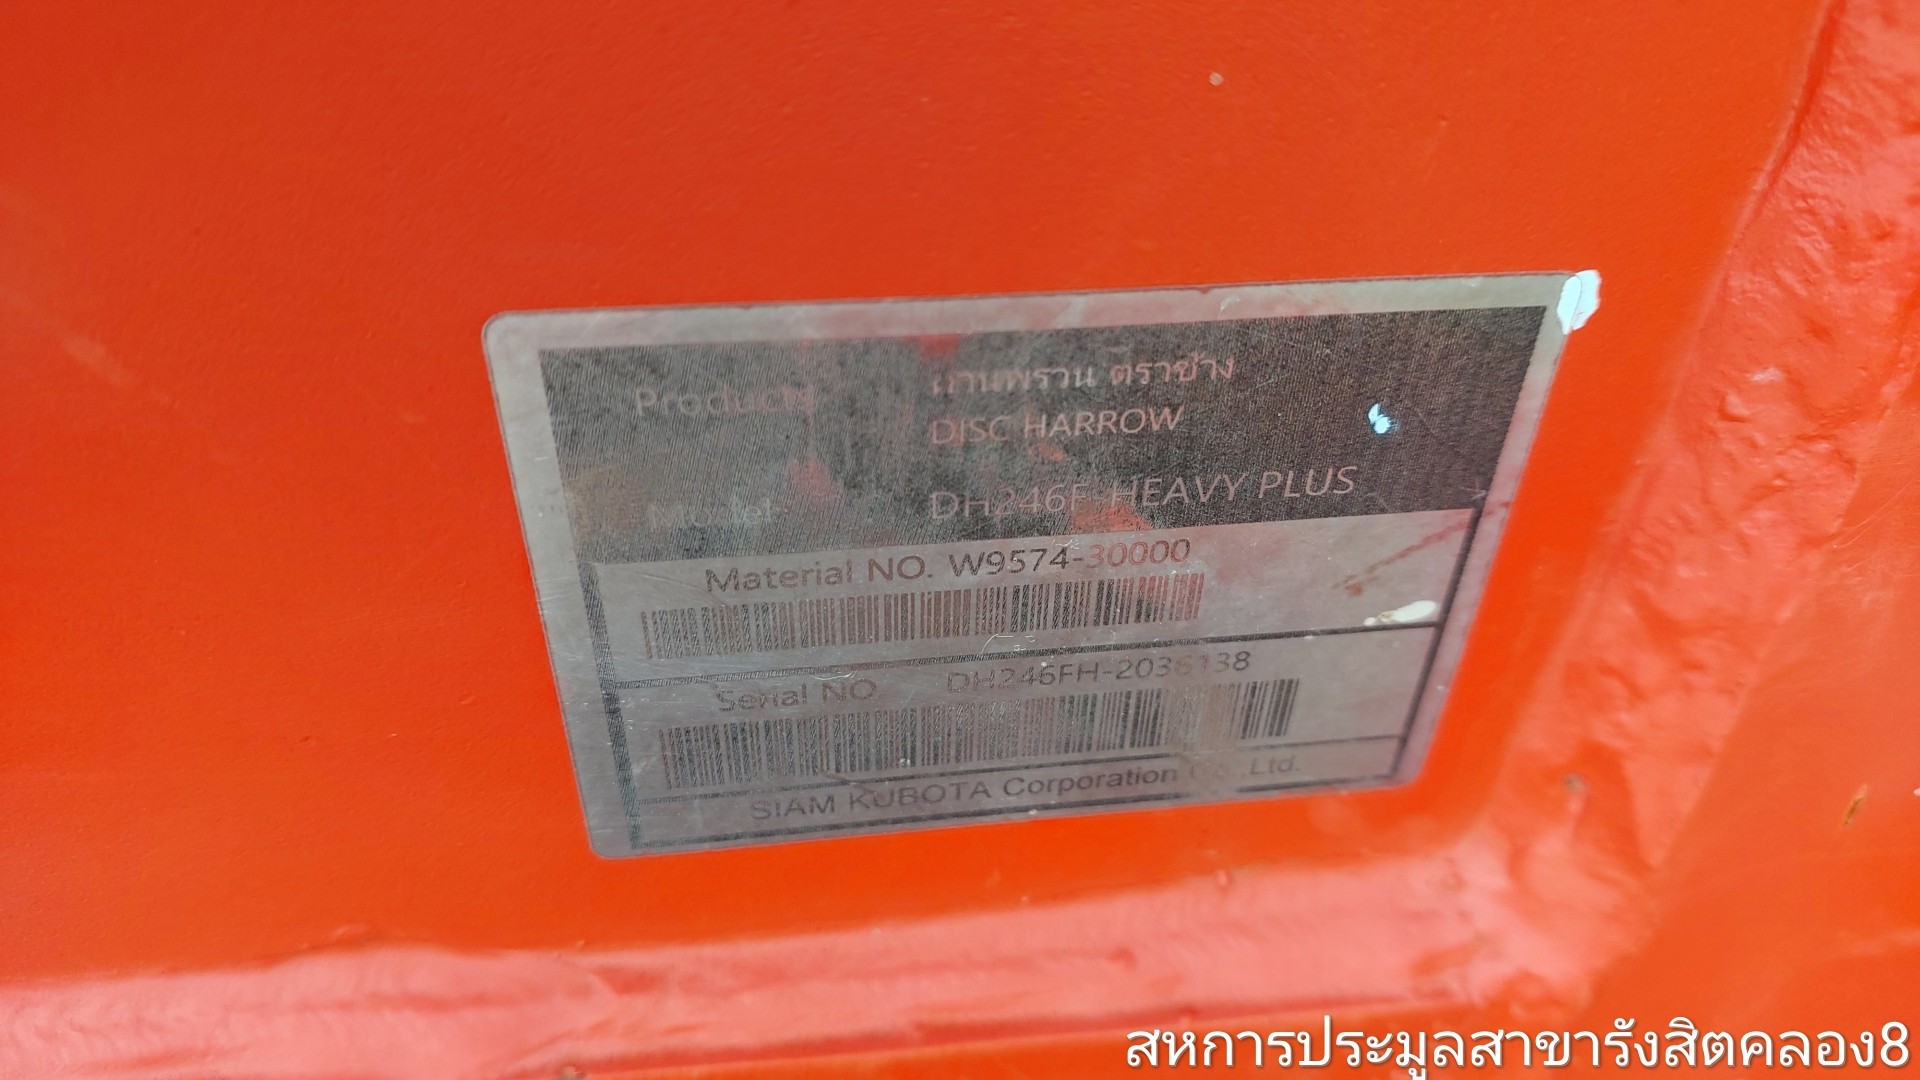 Products
ผานพรวน ตราช้าง
DISC HARROW
Model
DH246F-HEAVY PLUS
Material NO. W9574-30000
Serial NO. DH246FH-2036138
SIAM KUBOTA Corporation Co.,Ltd.
สหการประมูลสาขารังสิตคลอง8